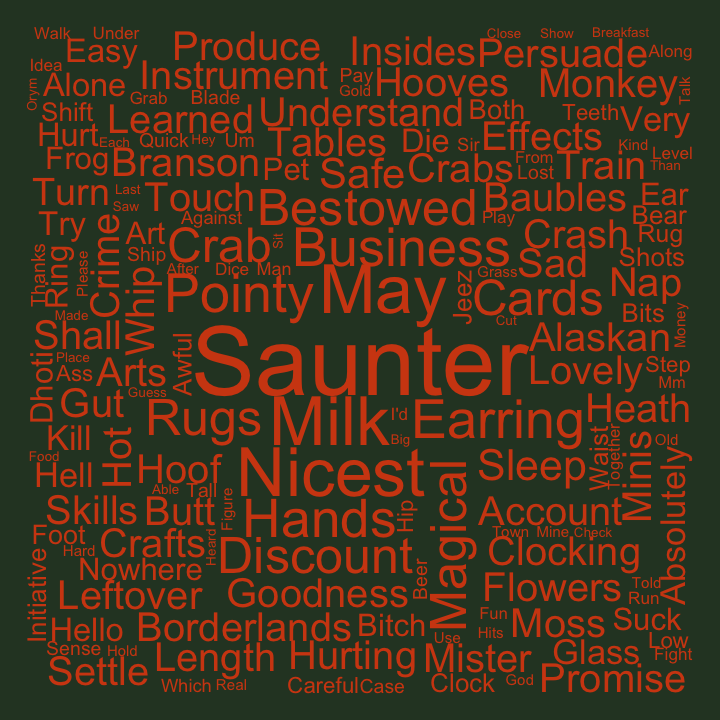 Walk Under Produce Insides Close Show Breakfast
Easy Persuade Along
Idea Instrument Pay Hooves Monkey
Orym Alone Grab Blade Gold Talk
Shift Learned Understand Both Teeth Very
Hurt Each Quick Hey Um Tables Die Sir Effects Kind Level
Frog Branson Pet Safe Crabs From Lost Train Than
Turn Last Touch Bestowed Baubles Ear
Saw Try Art Against Play Bear
Thanks Ring Please Crime Ship Crab Sit Business Crash Rug
After Dice Man Jeez Grass Sad Shots
Made Whip Pointy May Cards Nap
Shall Cut Bits Money
Place Awful Saunter Alaskan
Dhoti Ass Arts Lovely Step
Guess Mm
Gut Rugs Milk I'd Earring Heath
Kill Hot Big Waist Together Minis Old
Food Hoof Nicest Magical Sleep Absolutely
Hell Able Tall
Skills Butt Figure Hands Hip Account
Foot Crafts Heard Town Mine Check
Hard Discount Clocking
Initiative Nowhere Beer
Leftover Goodness Flowers Told Run
Hello Borderlands Bitch Use Fun Moss Suck
Sense Hold Length Hurting Hits Mister Glass Low Fight
Settle Which Real Careful Case Clock God Promise